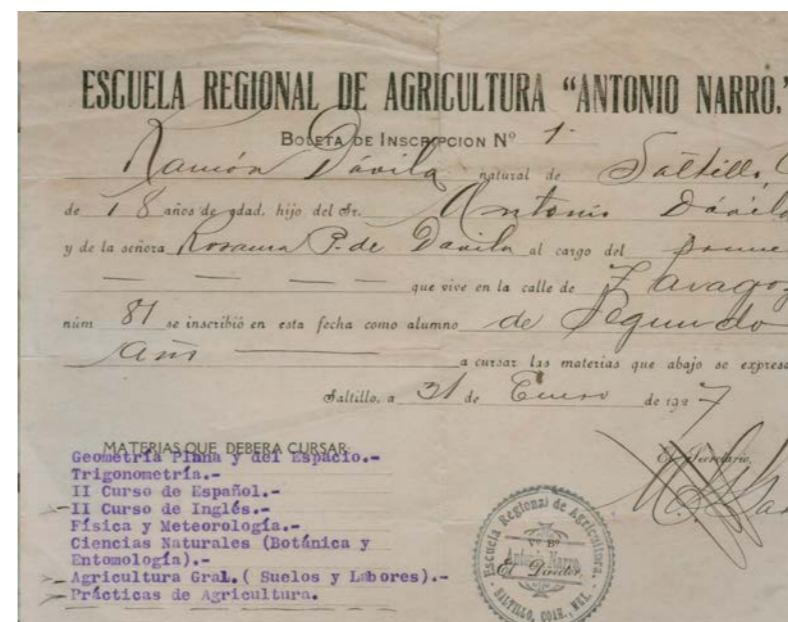 ESCUELA REGIONAL DE AGRICULTURA "ANTONIO NARRO."
BOLETA DE INSCRIPCION Nº 1.
Ramón Dávila natural de Saltillo,
de 18 años de edad, hijo del Sr. Antonio Dávila
y de la señora Rosaura P. de Davila al cargo del prime
— — — — que vive en la calle de Zaragoz
núm 81 se inscribió en esta fecha como alumno de Segundo
Año — a cursar las materias que abajo se expresa
Saltillo, a 31 de Enero de 1927
MATERIAS QUE DEBERA CURSAR:
Geometría Plana y del Espacio.-
Trigonometría.-
II Curso de Español.-
II Curso de Inglés.-
Física y Meteorología.-
Ciencias Naturales (Botánica y
Entomología).-
Agricultura Gral.( Suelos y Labores).-
Prácticas de Agricultura.
El Secretario,
Escuela Regional de Agricultura.
Vº Bº
Antonio Narro
El Director,
SALTILLO, COAH, MEX.